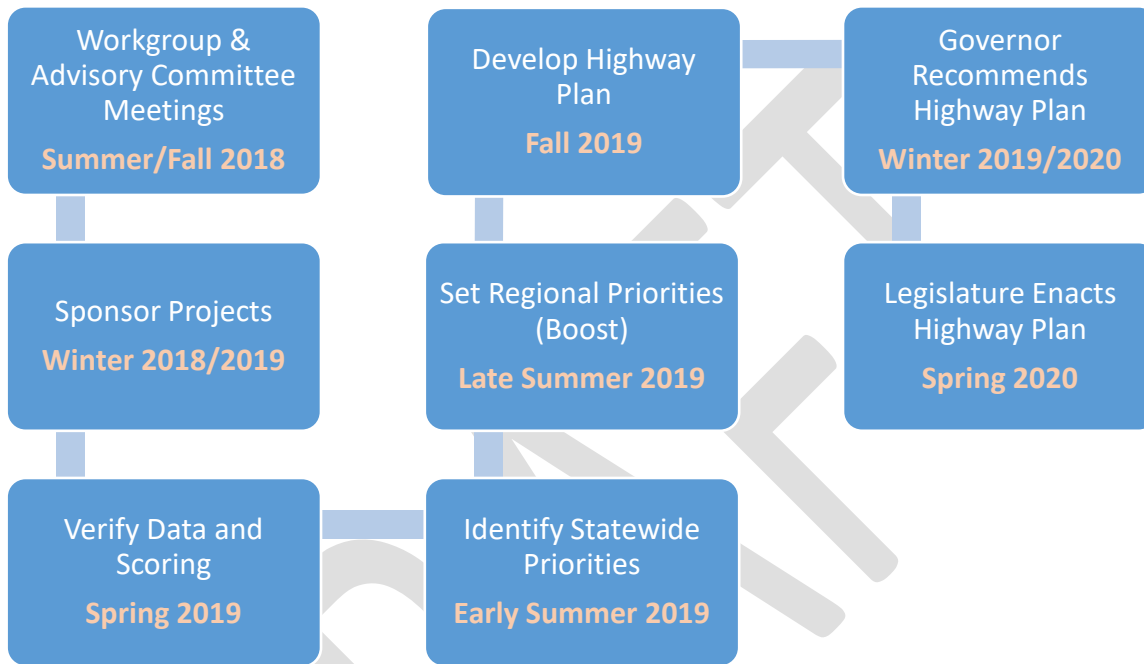 Workgroup &
Advisory Committee
Meetings
Summer/Fall 2018
Sponsor Projects
Winter 2018/2019
Verify Data and
Scoring
Spring 2019
Identify Statewide
Priorities
Early Summer 2019
Set Regional Priorities
(Boost)
Late Summer 2019
Develop Highway
Plan
Fall 2019
Governor
Recommends
Highway Plan
Winter 2019/2020
Legislature Enacts
Highway Plan
Spring 2020